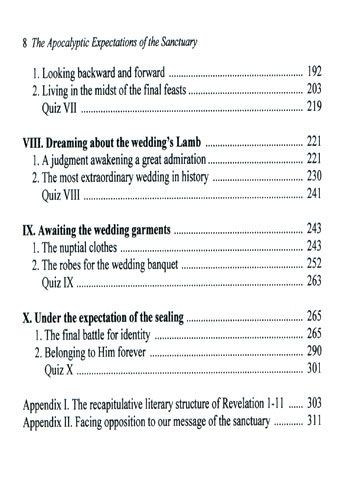 8 The Apocalyptic Expectations of the Sanctuary
1. Looking backward and forward ........ 192
2. Living in the midst of the final feasts ........ 203
Quiz VII ........ 219
VIII. Dreaming about the wedding's Lamb ........ 221
1. A judgment awakening a great admiration ........ 221
2. The most extraordinary wedding in history ........ 230
Quiz VIII ........ 241
IX. Awaiting the wedding garments ........ 243
1. The nuptial clothes ........ 243
2. The robes for the wedding banquet ........ 252
Quiz IX ........ 263
X. Under the expectation of the sealing ........ 265
1. The final battle for identity ........ 265
2. Belonging to Him forever ........ 290
Quiz X ........ 301
Appendix I. The recapitulative literary structure of Revelation 1-11 ...... 303
Appendix II. Facing opposition to our message of the sanctuary ........ 311